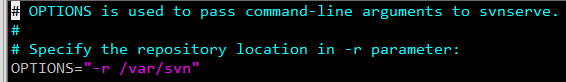 # OPTIONS is used to pass command-line arguments to svnserve.
#
# Specify the repository location in -r parameter:
OPTIONS="-r /var/svn"